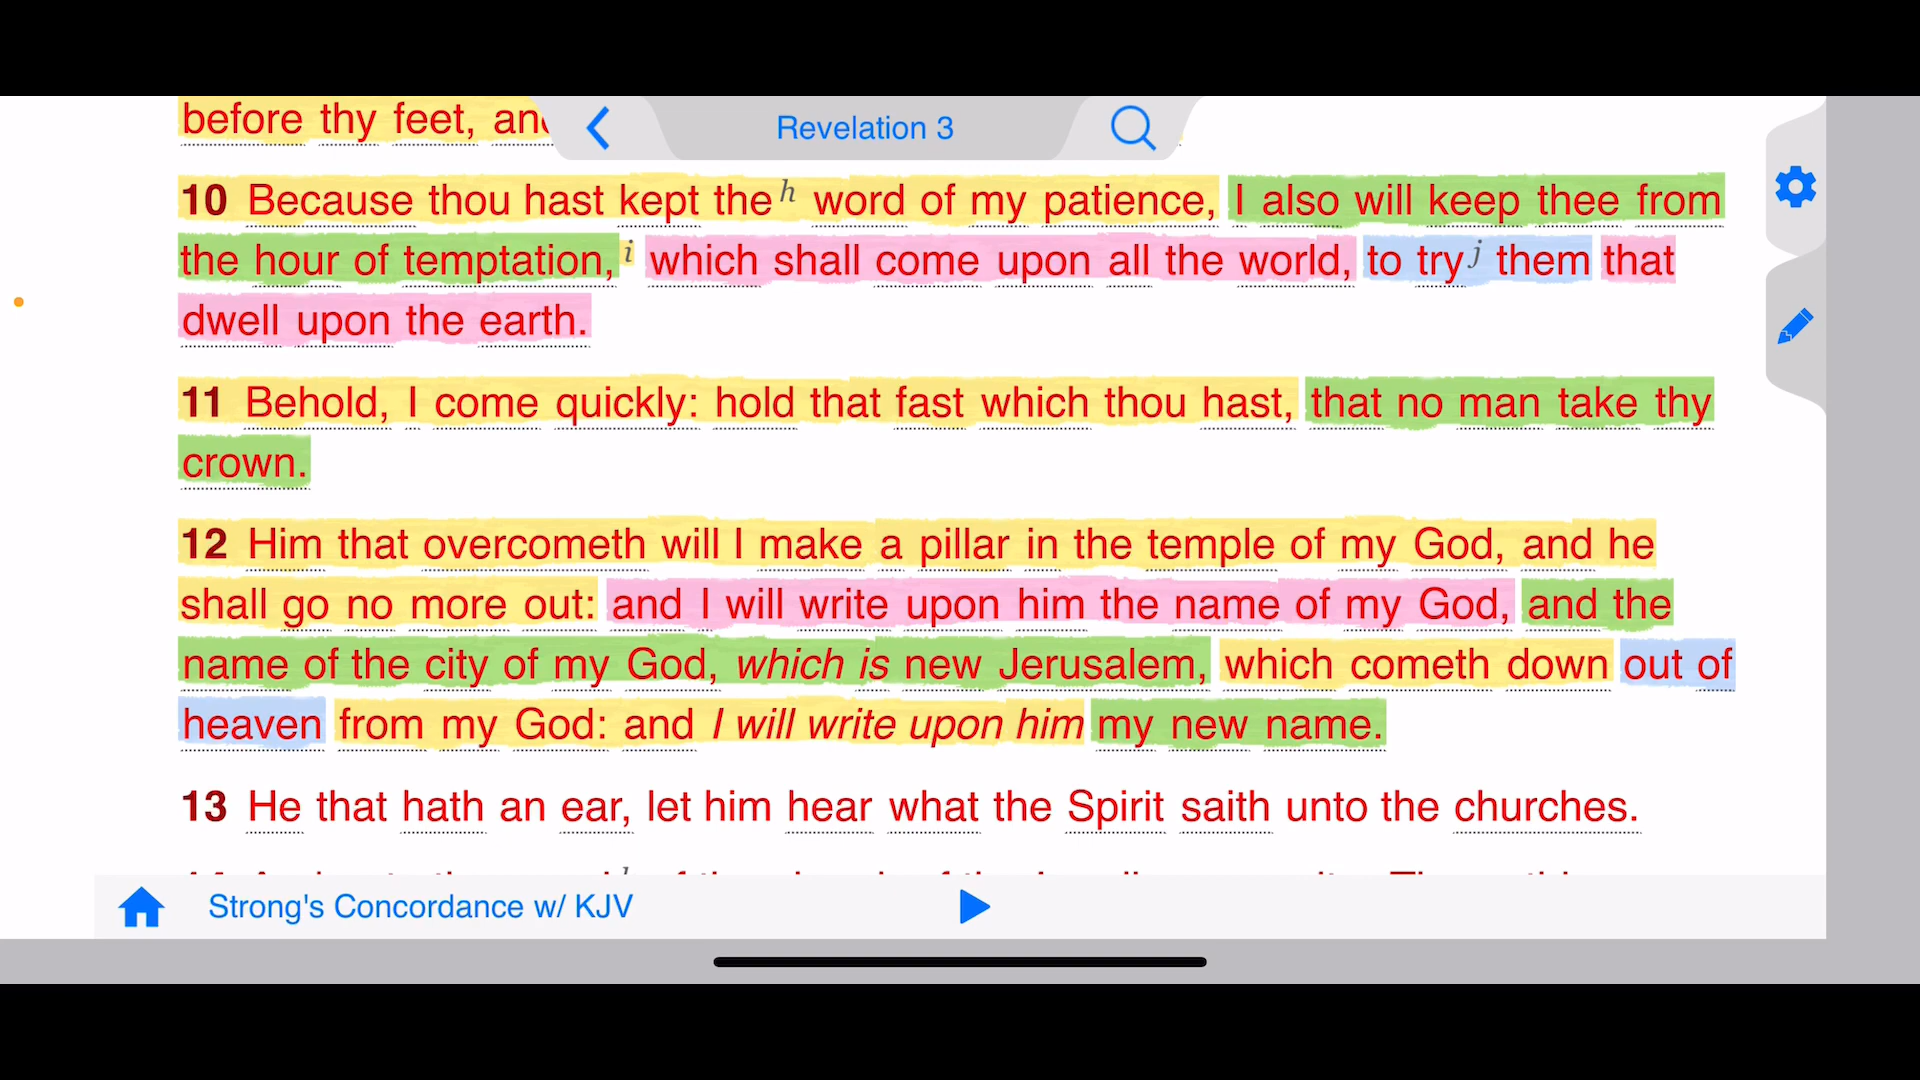 before thy feet, an
Revelation 3
10 Because thou hast kept the h word of my patience, I also will keep thee from
the hour of temptation, i which shall come upon all the world, to try j them that
dwell upon the earth.
11 Behold, I come quickly: hold that fast which thou hast, that no man take thy
crown.
12 Him that overcometh will I make a pillar in the temple of my God, and he
shall go no more out: and I will write upon him the name of my God, and the
name of the city of my God, which is new Jerusalem, which cometh down out of
heaven from my God: and I will write upon him my new name.
13 He that hath an ear, let him hear what the Spirit saith unto the churches.
Strong's Concordance w/ KJV